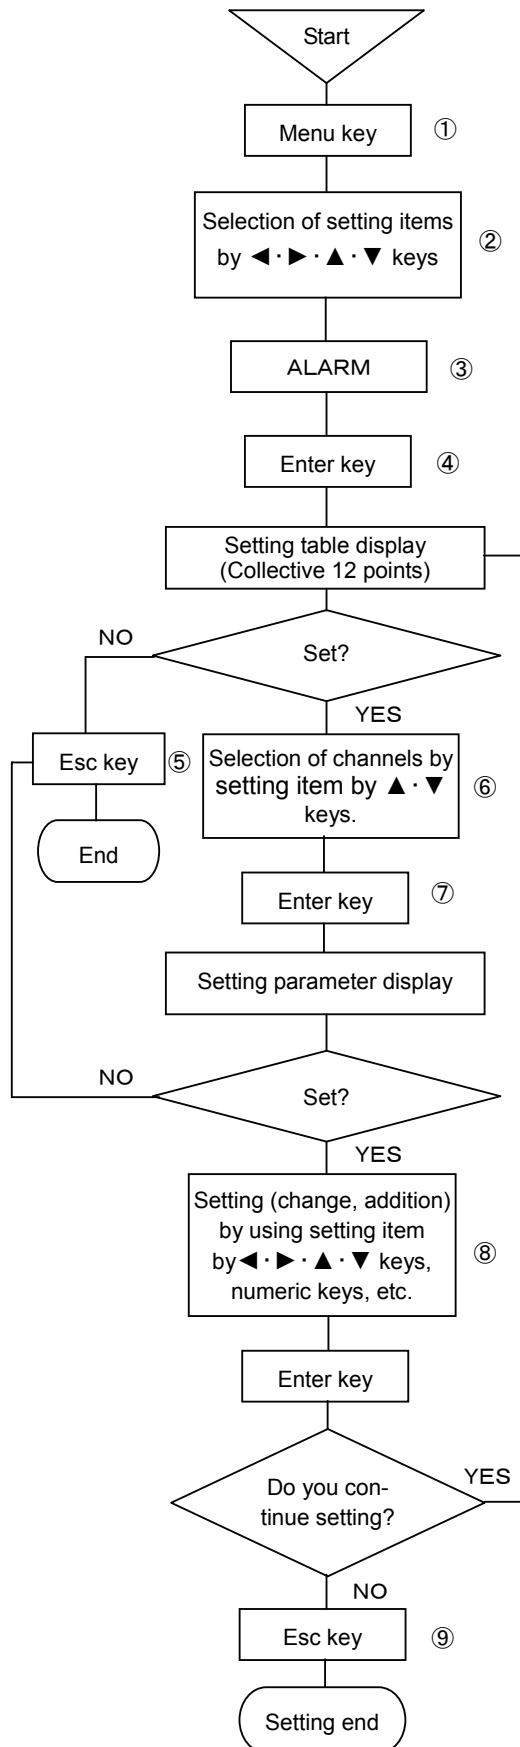 Start
Menu key ①
Selection of setting items
by ◀・▶・▲・▼ keys ②
ALARM ③
Enter key ④
Setting table display
(Collective 12 points)
NO
Set?
YES
Esc key ⑤
Selection of channels by
setting item by ▲・▼
keys. ⑥
End
Enter key ⑦
Setting parameter display
NO
Set?
YES
Setting (change, addition)
by using setting item
by◀・▶・▲・▼ keys,
numeric keys, etc. ⑧
Enter key
Do you con-
tinue setting?
YES
NO
Esc key ⑨
Setting end